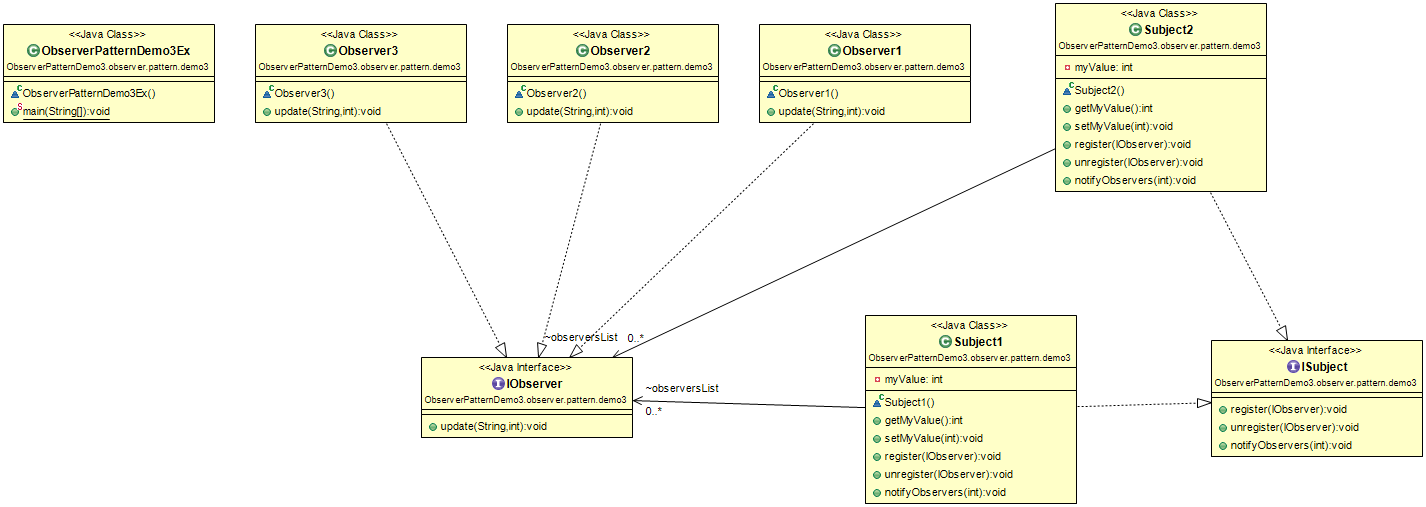 <<Java Class>>
ObserverPatternDemo3Ex
ObserverPatternDemo3.observer.pattern.demo3
ObserverPatternDemo3Ex()
main(String[]):void
<<Java Class>>
Observer3
ObserverPatternDemo3.observer.pattern.demo3
Observer3()
update(String,int):void
<<Java Class>>
Observer2
ObserverPatternDemo3.observer.pattern.demo3
Observer2()
update(String,int):void
<<Java Class>>
Observer1
ObserverPatternDemo3.observer.pattern.demo3
Observer1()
update(String,int):void
<<Java Class>>
Subject2
ObserverPatternDemo3.observer.pattern.demo3
myValue: int
Subject2()
getMyValue():int
setMyValue(int):void
register(IObserver):void
unregister(IObserver):void
notifyObservers(int):void
~observersList
0..*
<<Java Interface>>
IObserver
ObserverPatternDemo3.observer.pattern.demo3
update(String,int):void
~observersList
0..*
<<Java Class>>
Subject1
ObserverPatternDemo3.observer.pattern.demo3
myValue: int
Subject1()
getMyValue():int
setMyValue(int):void
register(IObserver):void
unregister(IObserver):void
notifyObservers(int):void
<<Java Interface>>
ISubject
ObserverPatternDemo3.observer.pattern.demo3
register(IObserver):void
unregister(IObserver):void
notifyObservers(int):void